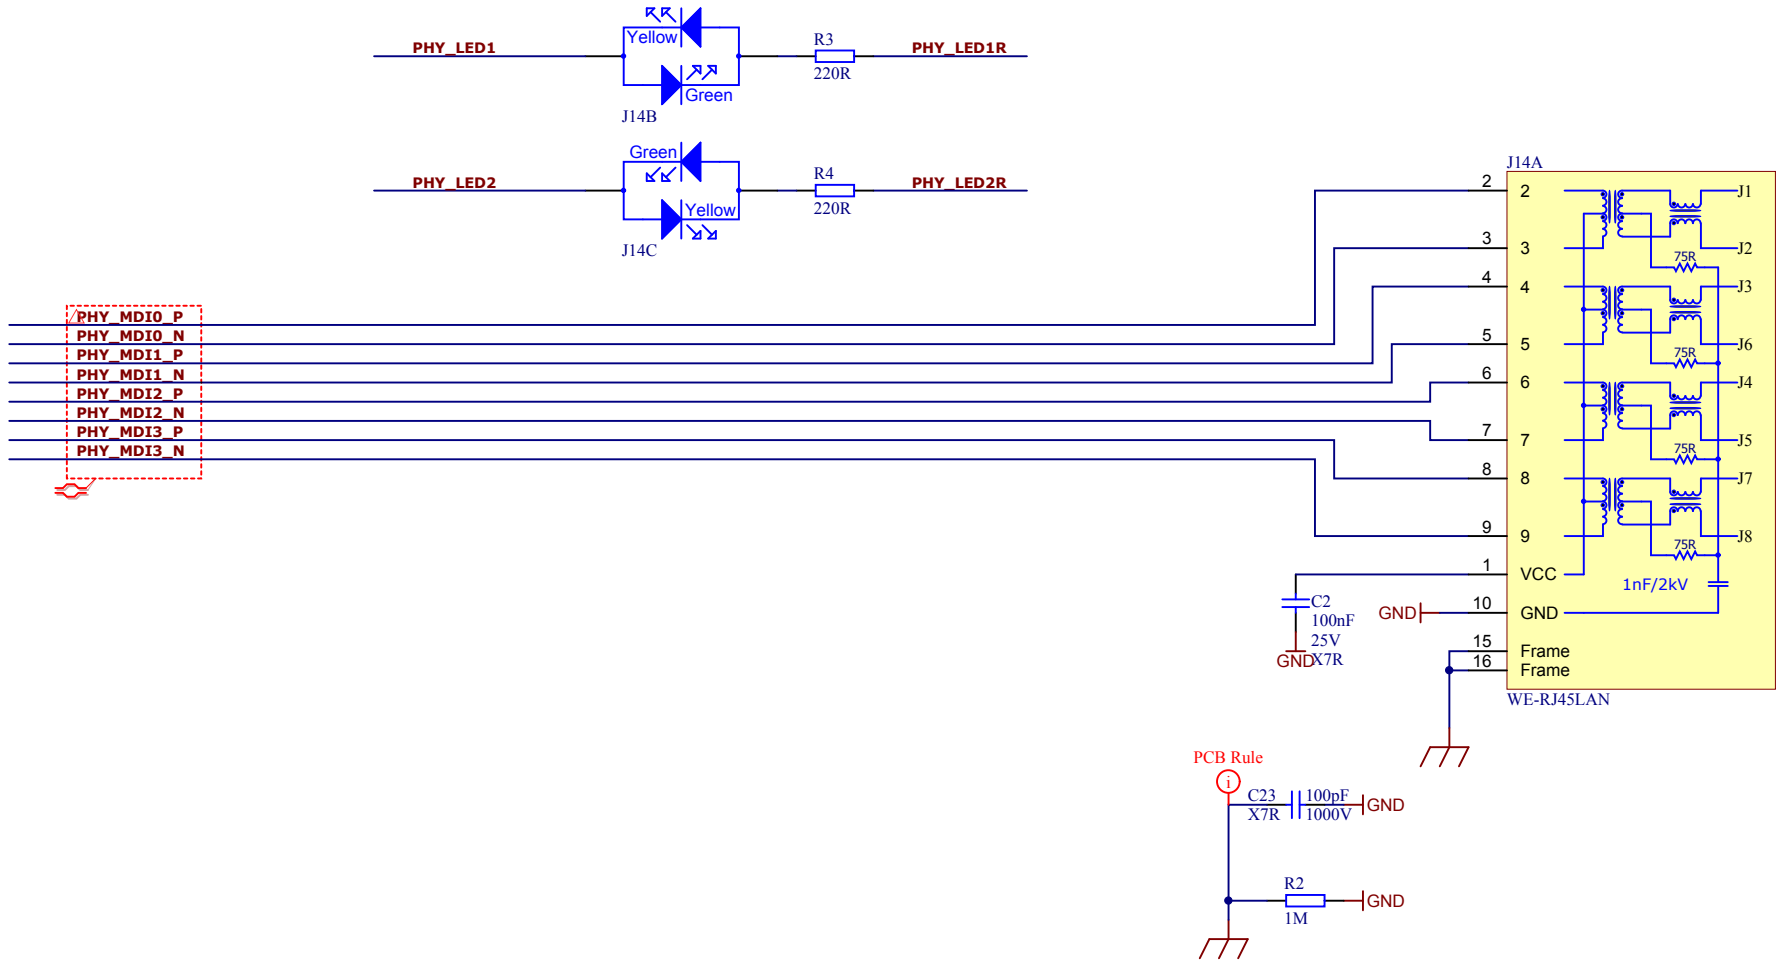 Yellow
PHY_LED1
R3
220R
PHY_LED1R
Green
J14B
Green
PHY_LED2
R4
220R
PHY_LED2R
Yellow
J14C
PHY_MDI0_P
PHY_MDI0_N
PHY_MDI1_P
PHY_MDI1_N
PHY_MDI2_P
PHY_MDI2_N
PHY_MDI3_P
PHY_MDI3_N
J14A
2 2 J1
3 3 J2
75R
4 4 J3
5 5 J6
75R
6 6 J4
7 7 J5
75R
8 8 J7
9 9 J8
75R
1 VCC
1nF/2kV
10 GND
GND
15 Frame
16 Frame
WE-RJ45LAN
C2
100nF
25V
X7R
GND
PCB Rule
i
C23 100pF
X7R 1000V
GND
R2
1M
GND